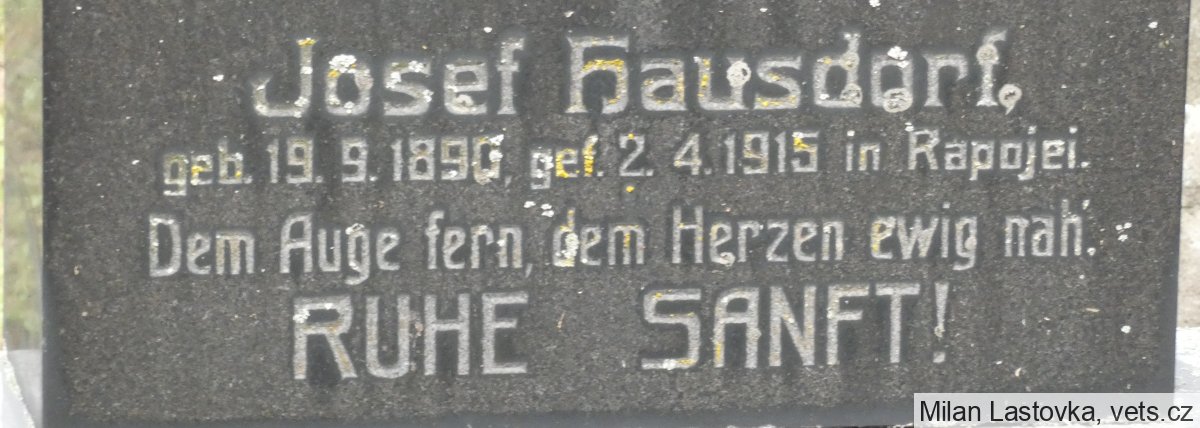 Josef Hausdorf,
geb. 19. 9. 1890, gef. 2. 4. 1915 in Rapojei.
Dem Auge fern, dem Herzen ewig nah'.
RUHE SANFT!
Milan Lastovka, vets.cz